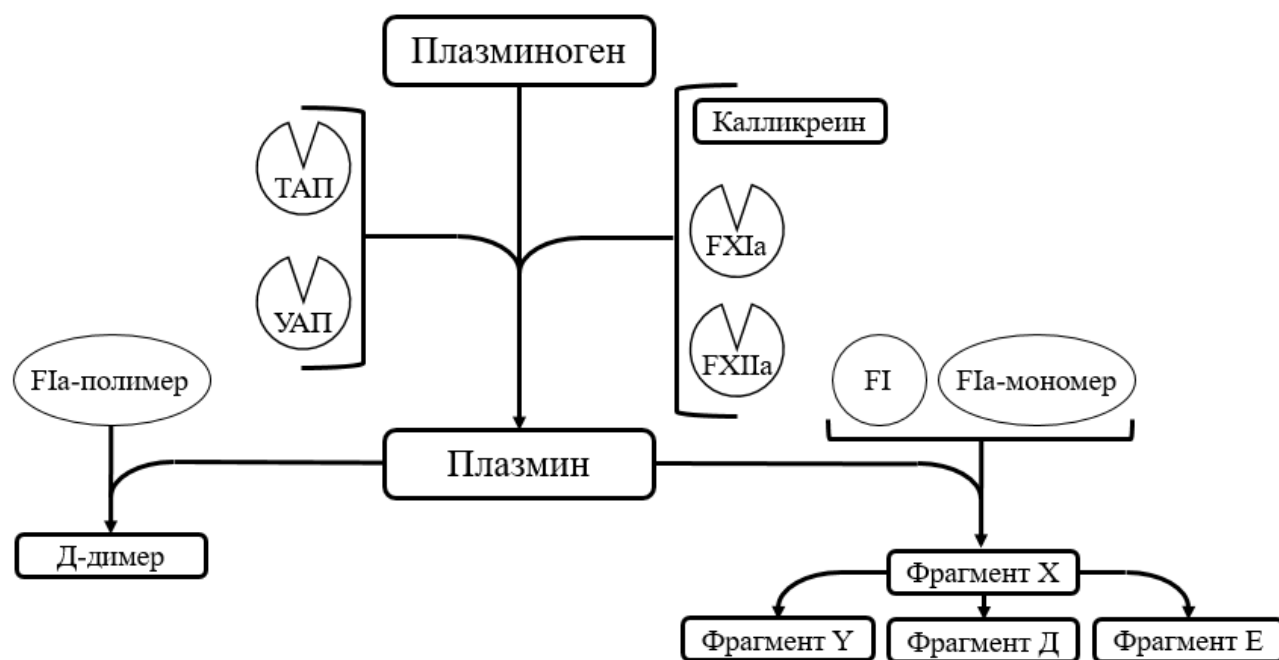 Плазминоген
Калликреин
ТАП
FXIa
УАП
FXIIa
FIa-полимер
FI
FIa-мономер
Плазмин
Д-димер
Фрагмент X
Фрагмент Y
Фрагмент Д
Фрагмент Е